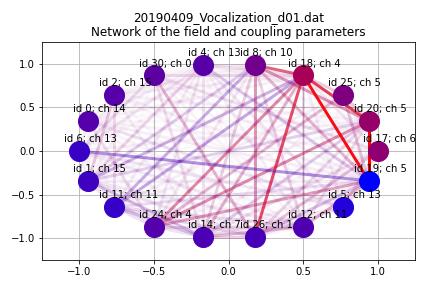 20190409_Vocalization_d01.dat
Network of the field and coupling parameters
id 4; ch 13
id 8; ch 10
id 30; ch 0
id 18; ch 4
id 2; ch 15
id 25; ch 5
id 0; ch 14
id 20; ch 5
id 6; ch 13
id 17; ch 6
id 1; ch 15
id 19; ch 5
id 11; ch 11
id 5; ch 13
id 24; ch 4
id 12; ch 11
id 14; ch 7
id 26; ch 1
1.0
0.5
0.0
−0.5
−1.0
−1.0
−0.5
0.0
0.5
1.0